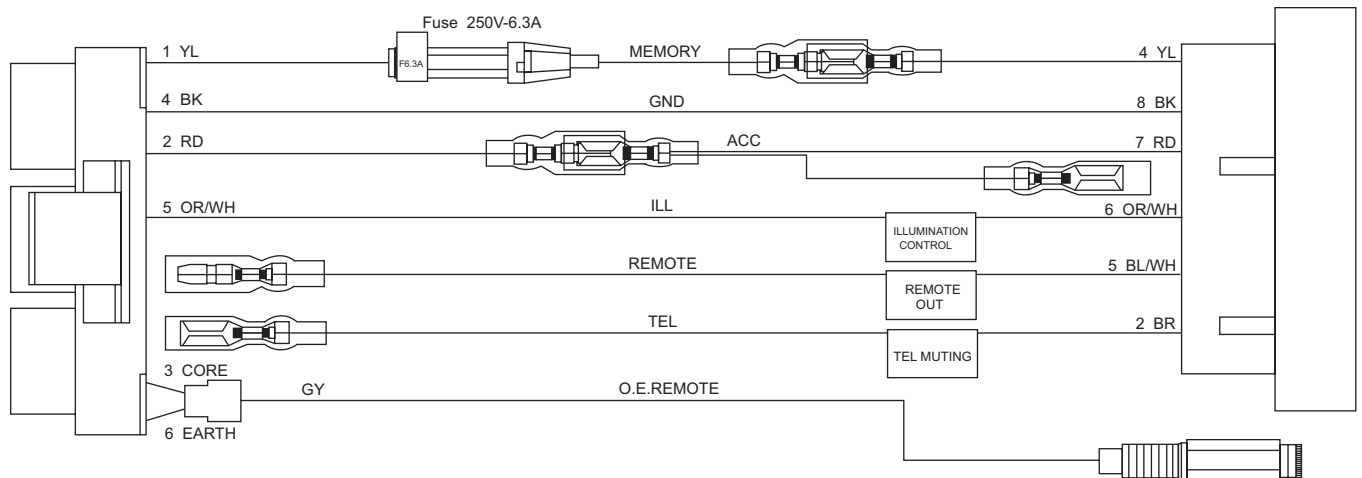 Fuse 250V-6.3A
1 YL
F6.3A
MEMORY
4 YL
4 BK
GND
8 BK
2 RD
ACC
7 RD
5 OR/WH
ILL
6 OR/WH
ILLUMINATION
CONTROL
REMOTE
5 BL/WH
REMOTE
OUT
TEL
2 BR
TEL MUTING
3 CORE
GY
O.E.REMOTE
6 EARTH